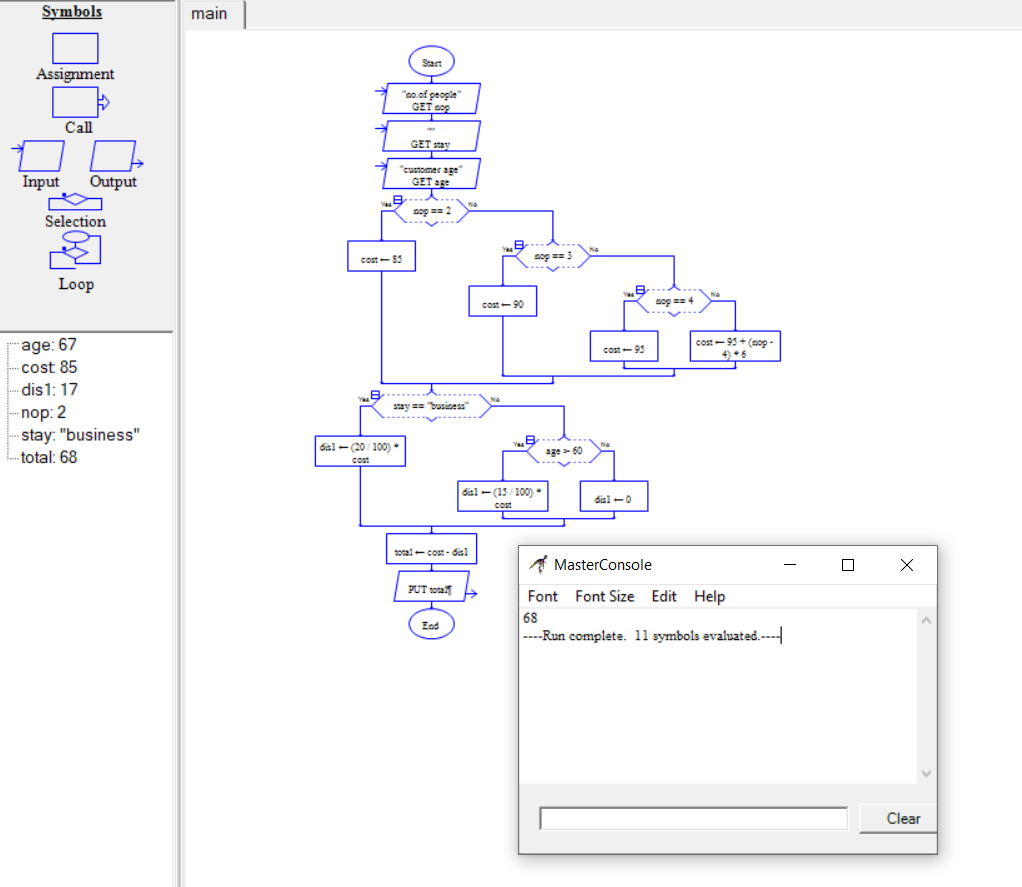 Symbols
main
Assignment
Call
Input
Output
Selection
Loop
age: 67
cost: 85
dis1: 17
nop: 2
stay: "business"
total: 68
Start
"no.of people"
GET nop
""
GET stay
"customer age"
GET age
Yes
nop == 2
No
cost ← 85
Yes
nop == 3
No
cost ← 90
Yes
nop == 4
No
cost ← 95
cost ← 95 + (nop -
4) * 6
Yes
stay == "business"
No
dis1 ← (20 / 100) *
cost
Yes
age > 60
No
dis1 ← (15 / 100) *
cost
dis1 ← 0
total ← cost - dis1
PUT total¶
End
MasterConsole
Font Font Size Edit Help
68
----Run complete.  11 symbols evaluated.----
Clear